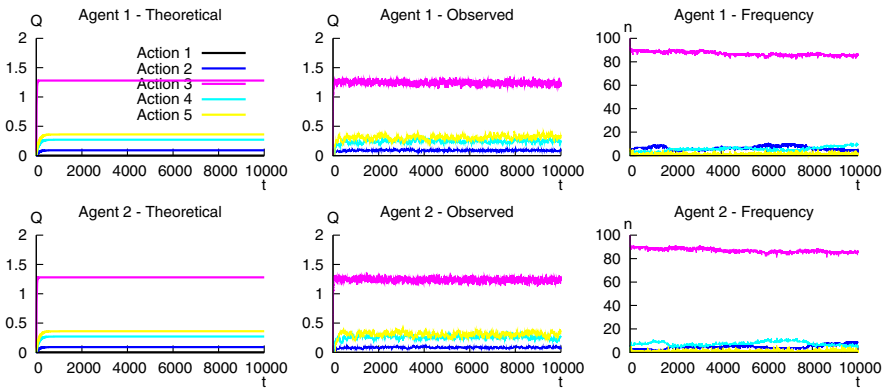 Agent 1 - Theoretical
Q
2
1.5
1
0.5
0
0 2000 4000 6000 8000 10000
t
Action 1
Action 2
Action 3
Action 4
Action 5
Agent 1 - Observed
Q
2
1.5
1
0.5
0
0 2000 4000 6000 8000 10000
t
Agent 1 - Frequency
n
100
80
60
40
20
0
0 2000 4000 6000 8000 10000
t
Agent 2 - Theoretical
Q
2
1.5
1
0.5
0
0 2000 4000 6000 8000 10000
t
Agent 2 - Observed
Q
2
1.5
1
0.5
0
0 2000 4000 6000 8000 10000
t
Agent 2 - Frequency
n
100
80
60
40
20
0
0 2000 4000 6000 8000 10000
t